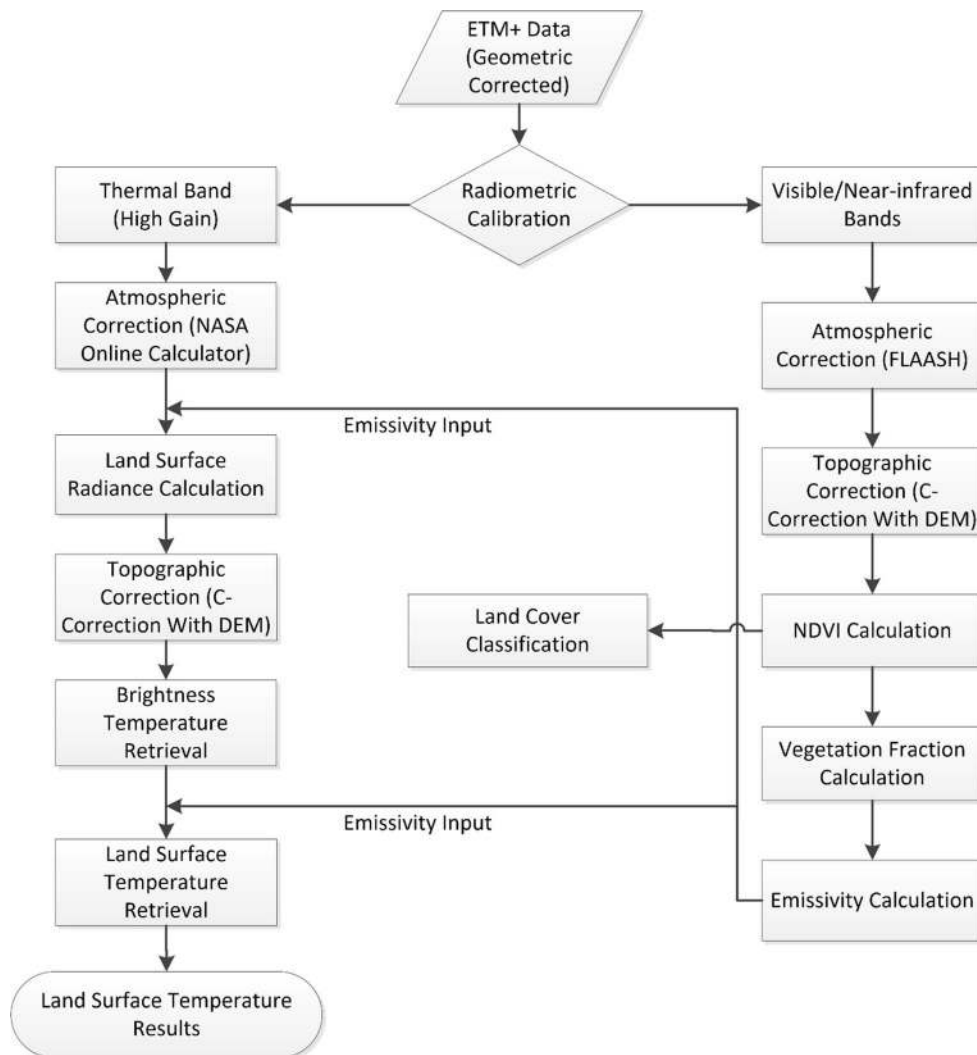 ETM+ Data
(Geometric
Corrected)
Thermal Band
(High Gain)
Radiometric
Calibration
Visible/Near-infrared
Bands
Atmospheric
Correction (NASA
Online Calculator)
Atmospheric
Correction (FLAASH)
Emissivity Input
Land Surface
Radiance Calculation
Topographic
Correction (C-
Correction With DEM)
Topographic
Correction (C-
Correction With DEM)
Land Cover
Classification
NDVI Calculation
Brightness
Temperature
Retrieval
Vegetation Fraction
Calculation
Emissivity Input
Land Surface
Temperature
Retrieval
Emissivity Calculation
Land Surface Temperature
Results